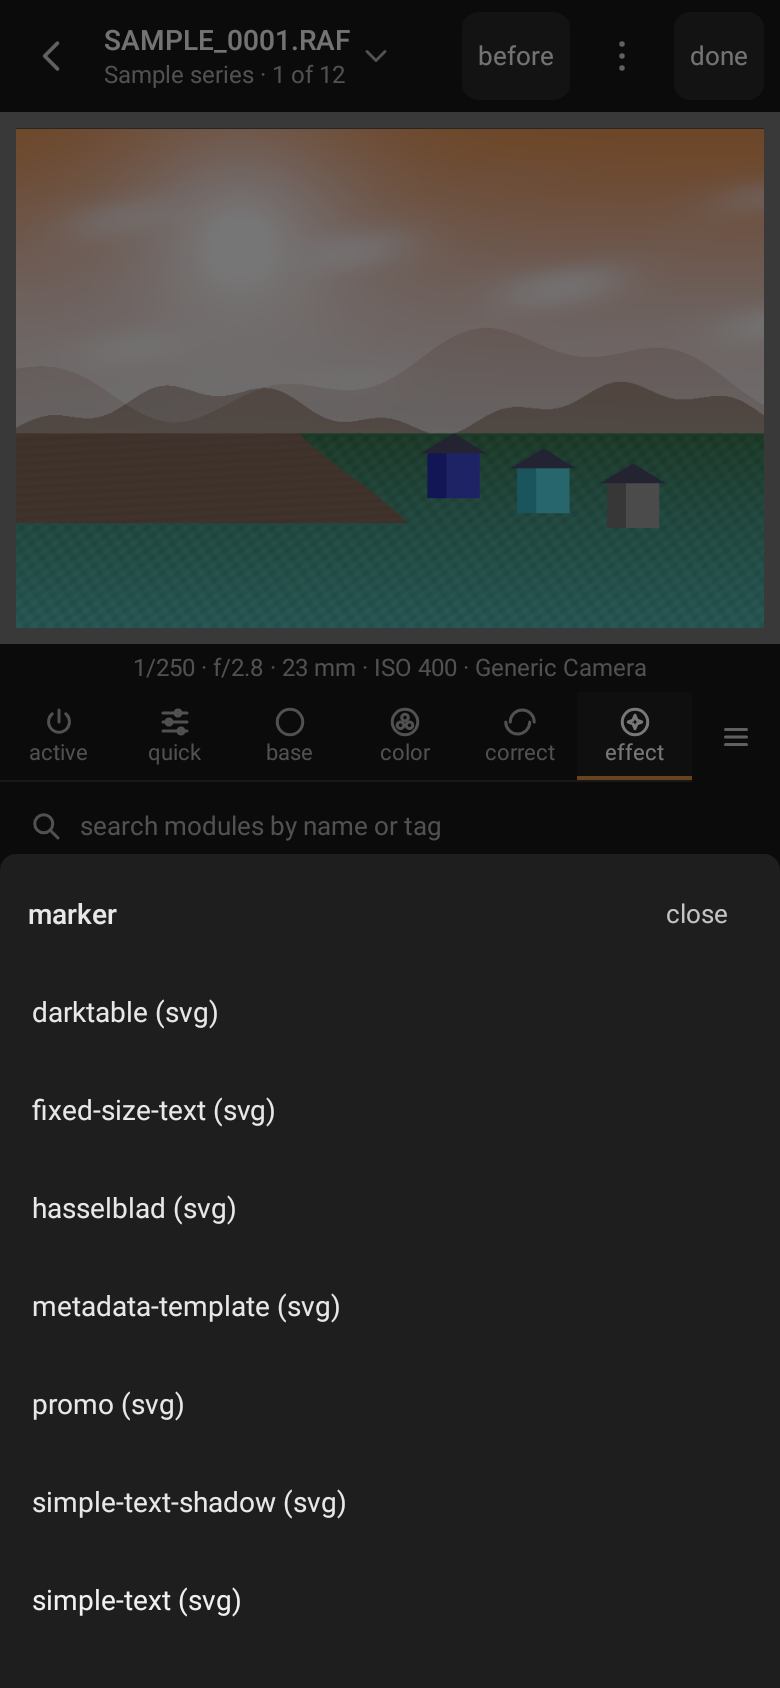 SAMPLE_0001.RAF
Sample series · 1 of 12
before
done
1/250 · f/2.8 · 23 mm · ISO 400 · Generic Camera
active
quick
base
color
correct
effect
search modules by name or tag
marker
close
darktable (svg)
fixed-size-text (svg)
hasselblad (svg)
metadata-template (svg)
promo (svg)
simple-text-shadow (svg)
simple-text (svg)